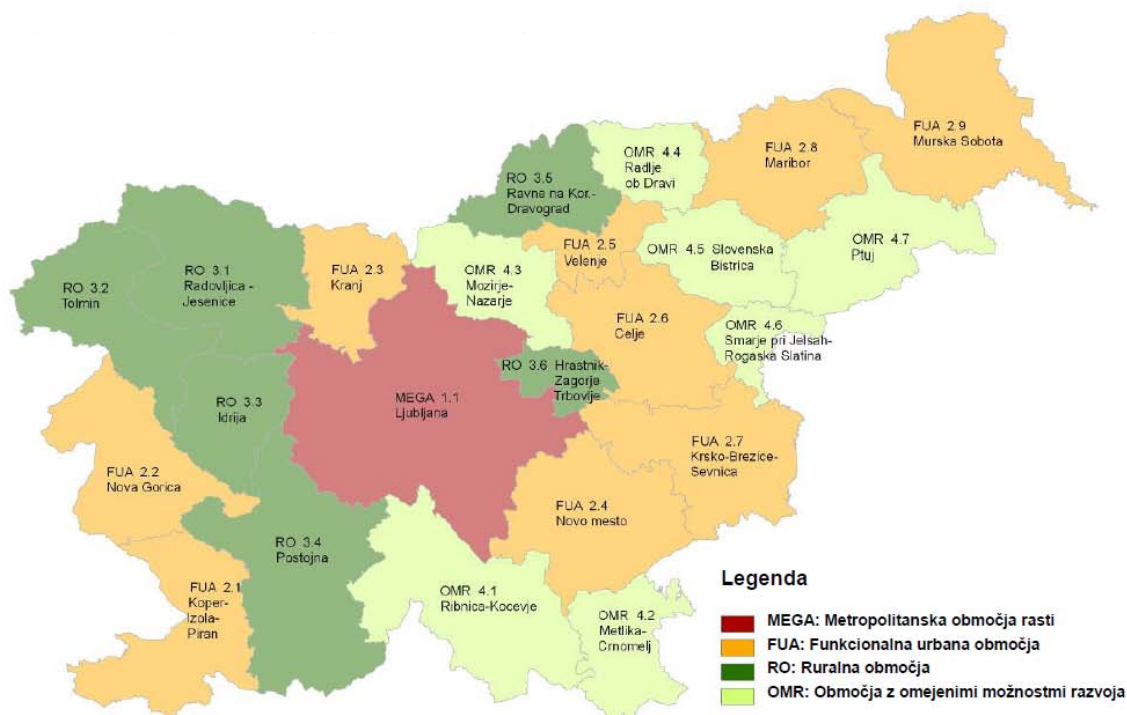 FUA 2.9
Murska Sobota
FUA 2.8
Maribor
OMR 4.4
Radlje
ob Dravi
RO 3.5
Ravne na Kor.-
Dravograd
FUA 2.5
Velenje
OMR 4.5 Slovenska
Bistrica
OMR 4.7
Ptuj
RO 3.1
Radovljica -
Jesenice
RO 3.2
Tolmin
FUA 2.3
Kranj
OMR 4.3
Mozirje-
Nazarje
FUA 2.6
Celje
OMR 4.6
Smarje pri Jelsah-
Rogaska Slatina
RO 3.6 Hrastnik-
Zagorje
Trbovlje
MEGA 1.1
Ljubljana
RO 3.3
Idrija
FUA 2.7
Krsko-Brezice-
Sevnica
FUA 2.2
Nova Gorica
FUA 2.4
Novo mesto
RO 3.4
Postojna
FUA 2.1
Koper-
Izola-
Piran
OMR 4.1
Ribnica-Kocevje
OMR 4.2
Metlika-
Crnomelj
Legenda
MEGA: Metropolitanska območja rasti
FUA: Funkcionalna urbana območja
RO: Ruralna območja
OMR: Območja z omejenimi možnostmi razvoja